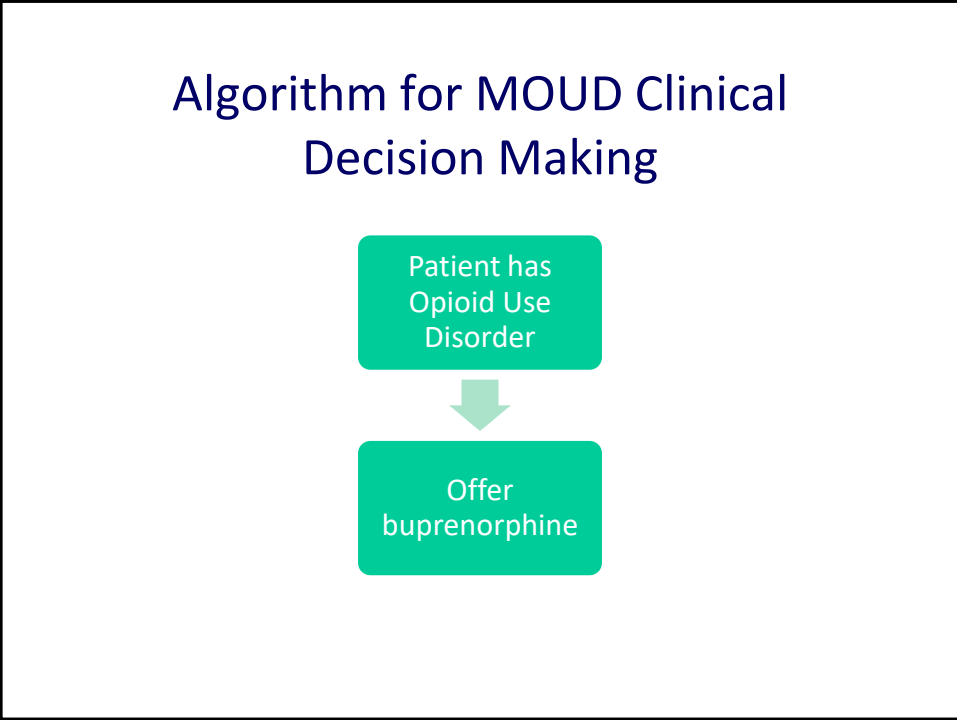 Algorithm for MOUD Clinical
Decision Making
Patient has
Opioid Use
Disorder
Offer
buprenorphine